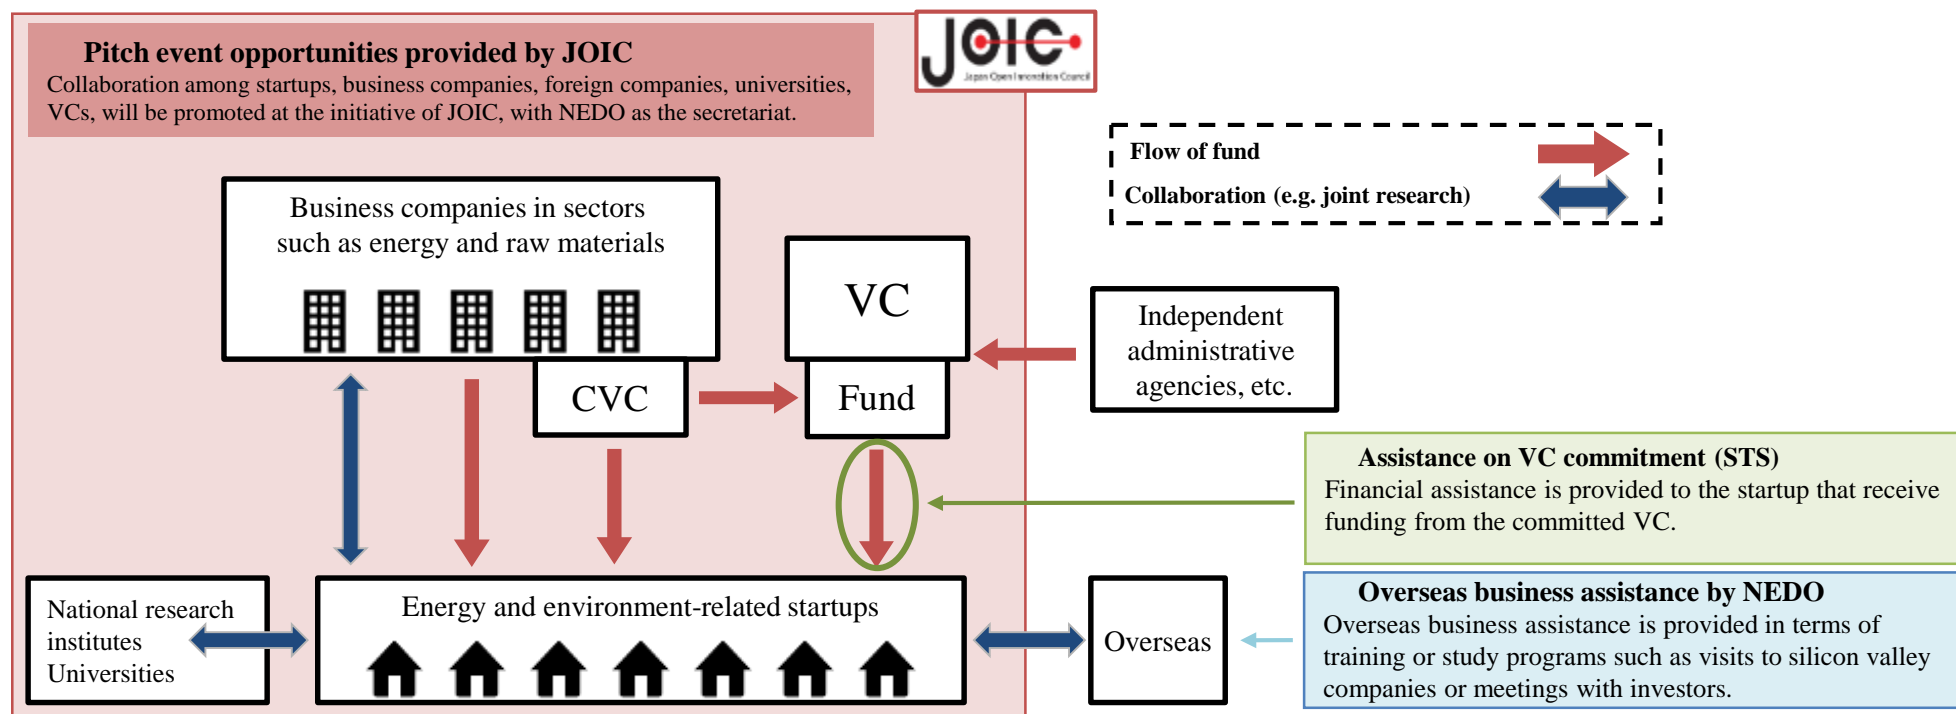 Pitch event opportunities provided by JOIC
Collaboration among startups, business companies, foreign companies, universities,
VCs, will be promoted at the initiative of JOIC, with NEDO as the secretariat.
JOIC
Japan Open Innovation Council
Flow of fund
Collaboration (e.g. joint research)
Business companies in sectors
such as energy and raw materials
VC
Independent
administrative
agencies, etc.
CVC
Fund
Assistance on VC commitment (STS)
Financial assistance is provided to the startup that receive
funding from the committed VC.
National research
institutes
Universities
Energy and environment-related startups
Overseas
Overseas business assistance by NEDO
Overseas business assistance is provided in terms of
training or study programs such as visits to silicon valley
companies or meetings with investors.